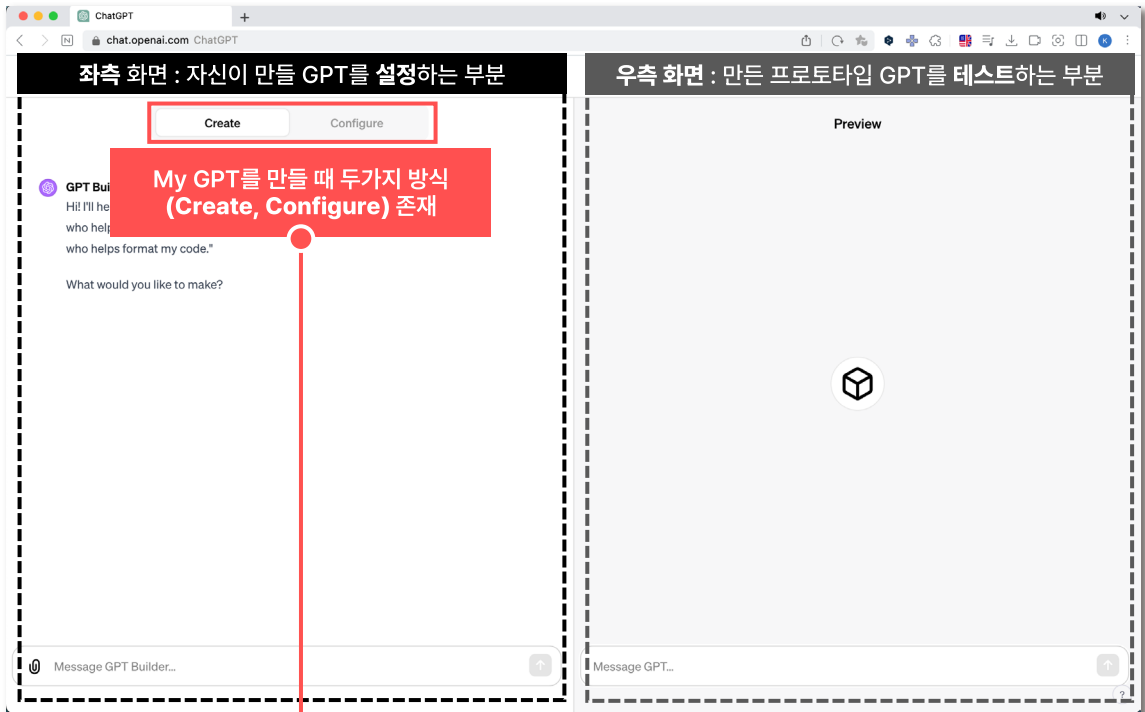 ChatGPT
chat.openai.com ChatGPT
좌측 화면 : 자신이 만들 GPT를 설정하는 부분
우측 화면 : 만든 프로토타입 GPT를 테스트하는 부분
Create
Configure
Preview
My GPT를 만들 때 두가지 방식
(Create, Configure) 존재
GPT Bui
Hi! I'll he
who help
who helps format my code."
What would you like to make?
Message GPT Builder...
Message GPT...
?
N
K